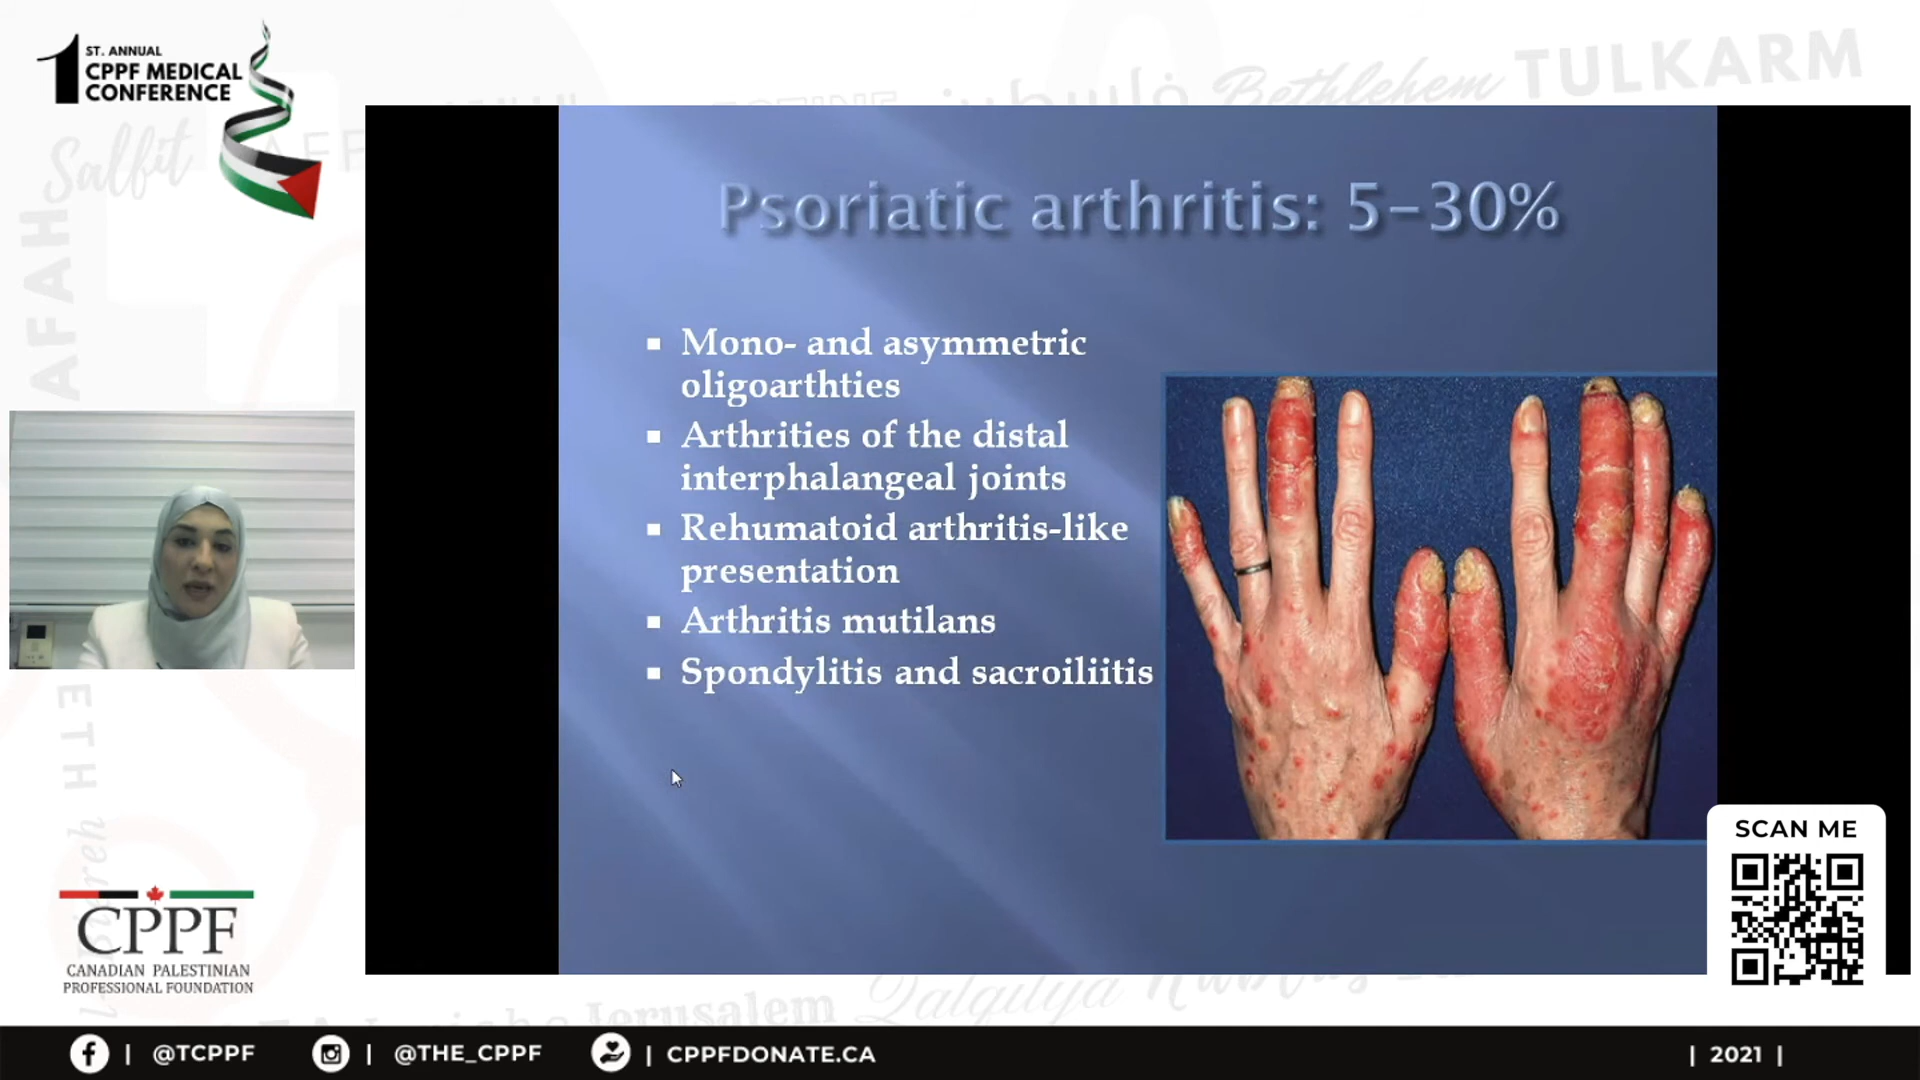 1 ST. ANNUAL
CPPF MEDICAL
CONFERENCE
Bethlehem
TULKARM
Salfit
AFAH
Psoriatic arthritis: 5–30%
▪ Mono- and asymmetric
oligoarthties
▪ Arthrities of the distal
interphalangeal joints
▪ Rehumatoid arthritis-like
presentation
▪ Arthritis mutilans
▪ Spondylitis and sacroiliitis
SCAN ME
CPPF
CANADIAN PALESTINIAN
PROFESSIONAL FOUNDATION
Jerusalem
Qalqilya
| @TCPPF
| @THE_CPPF
| CPPFDONATE.CA
| 2021 |